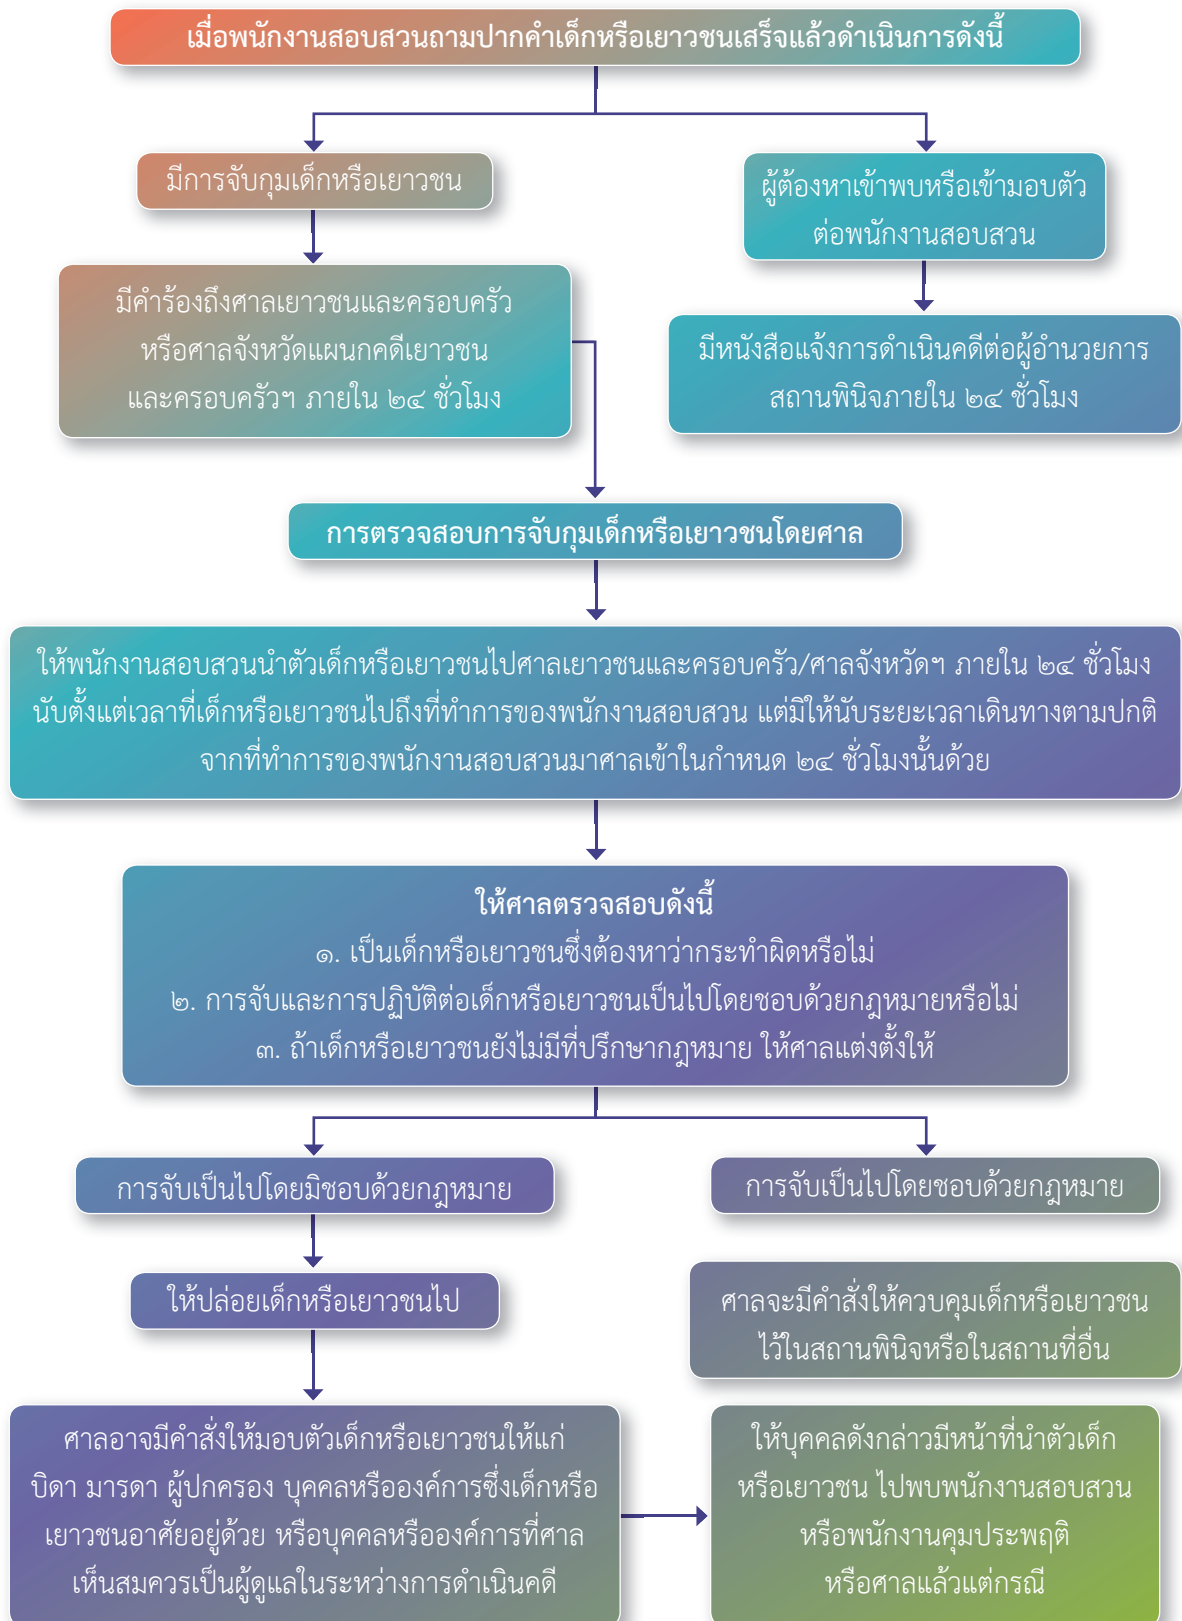 เมื่อพนักงานสอบสวนถามปากคำเด็กหรือเยาวชนเสร็จแล้วดำเนินการดังนี้
มีการจับกุมเด็กหรือเยาวชน
ผู้ต้องหาเข้าพบหรือเข้ามอบตัว
ต่อพนักงานสอบสวน
มีคำร้องถึงศาลเยาวชนและครอบครัว
หรือศาลจังหวัดแผนกคดีเยาวชน
และครอบครัวฯ ภายใน ๒๔ ชั่วโมง
มีหนังสือแจ้งการดำเนินคดีต่อผู้อำนวยการ
สถานพินิจภายใน ๒๔ ชั่วโมง
การตรวจสอบการจับกุมเด็กหรือเยาวชนโดยศาล
ให้พนักงานสอบสวนนำตัวเด็กหรือเยาวชนไปศาลเยาวชนและครอบครัว/ศาลจังหวัดฯ ภายใน ๒๔ ชั่วโมง
นับตั้งแต่เวลาที่เด็กหรือเยาวชนไปถึงที่ทำการของพนักงานสอบสวน แต่มิให้นับระยะเวลาเดินทางตามปกติ
จากที่ทำการของพนักงานสอบสวนมาศาลเข้าในกำหนด ๒๔ ชั่วโมงนั้นด้วย
ให้ศาลตรวจสอบดังนี้
๑. เป็นเด็กหรือเยาวชนซึ่งต้องหาว่ากระทำผิดหรือไม่
๒. การจับและการปฏิบัติต่อเด็กหรือเยาวชนเป็นไปโดยชอบด้วยกฎหมายหรือไม่
๓. ถ้าเด็กหรือเยาวชนยังไม่มีที่ปรึกษากฎหมาย ให้ศาลแต่งตั้งให้
การจับเป็นไปโดยมิชอบด้วยกฎหมาย
การจับเป็นไปโดยชอบด้วยกฎหมาย
ให้ปล่อยเด็กหรือเยาวชนไป
ศาลจะมีคำสั่งให้ควบคุมเด็กหรือเยาวชน
ไว้ในสถานพินิจหรือในสถานที่อื่น
ศาลอาจมีคำสั่งให้มอบตัวเด็กหรือเยาวชนให้แก่
บิดา มารดา ผู้ปกครอง บุคคลหรือองค์การซึ่งเด็กหรือ
เยาวชนอาศัยอยู่ด้วย หรือบุคคลหรือองค์การที่ศาล
เห็นสมควรเป็นผู้ดูแลในระหว่างการดำเนินคดี
ให้บุคคลดังกล่าวมีหน้าที่นำตัวเด็ก
หรือเยาวชน ไปพบพนักงานสอบสวน
หรือพนักงานคุมประพฤติ
หรือศาลแล้วแต่กรณี